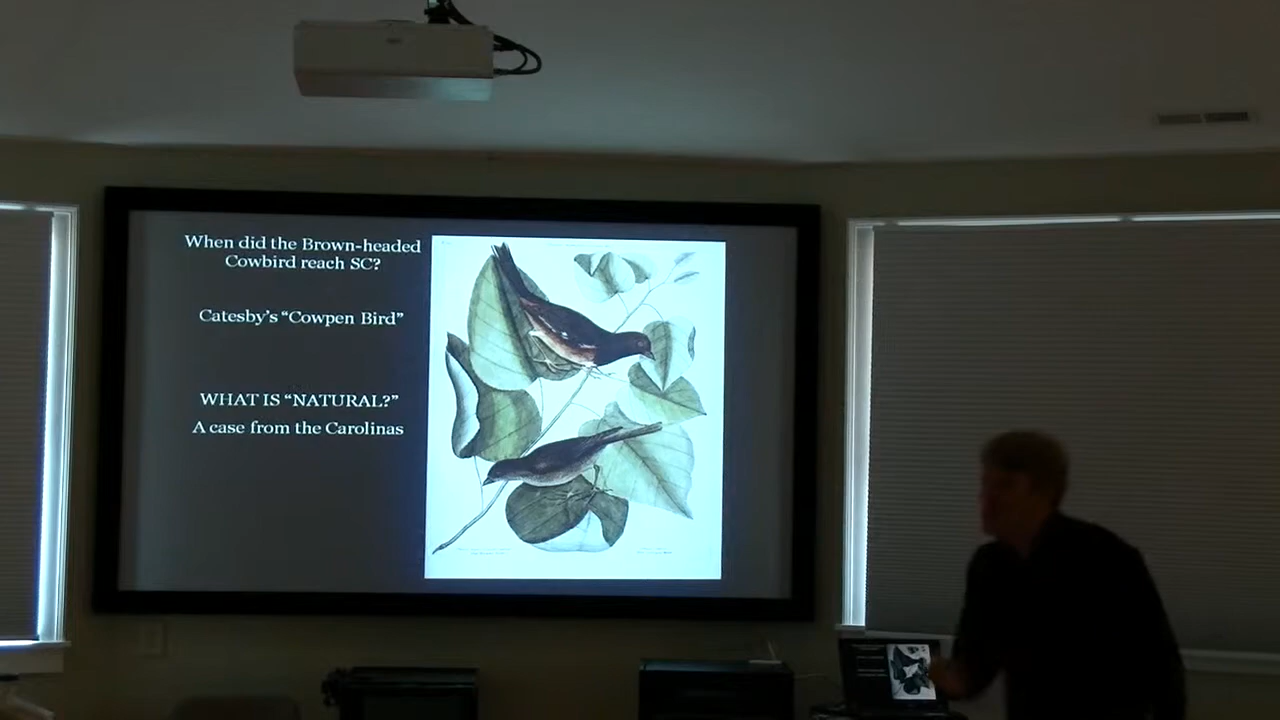 When did the Brown-headed
Cowbird reach SC?
Catesby's "Cowpen Bird"
WHAT IS "NATURAL?"
A case from the Carolinas